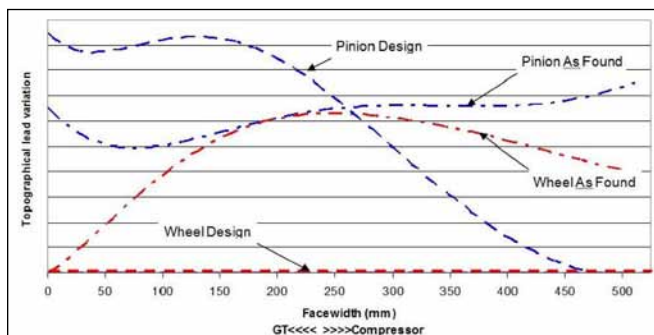 Pinion Design
Pinion As Found
Wheel As Found
Wheel Design
Topographical lead variation
0 50 100 150 200 250 300 350 400 450 500
Facewidth (mm)
GT<<<< >>>>Compressor